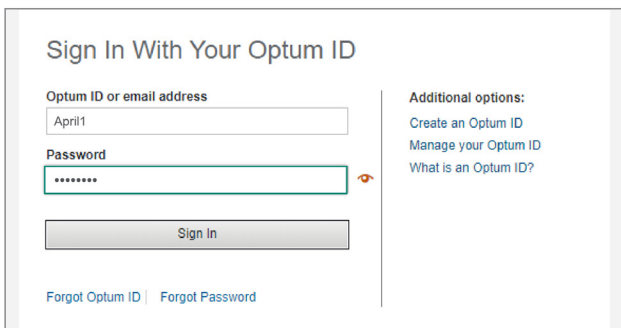 Sign In With Your Optum ID
Optum ID or email address
April1
Password
••••••••
Sign In
Forgot Optum ID
Forgot Password
Additional options:
Create an Optum ID
Manage your Optum ID
What is an Optum ID?